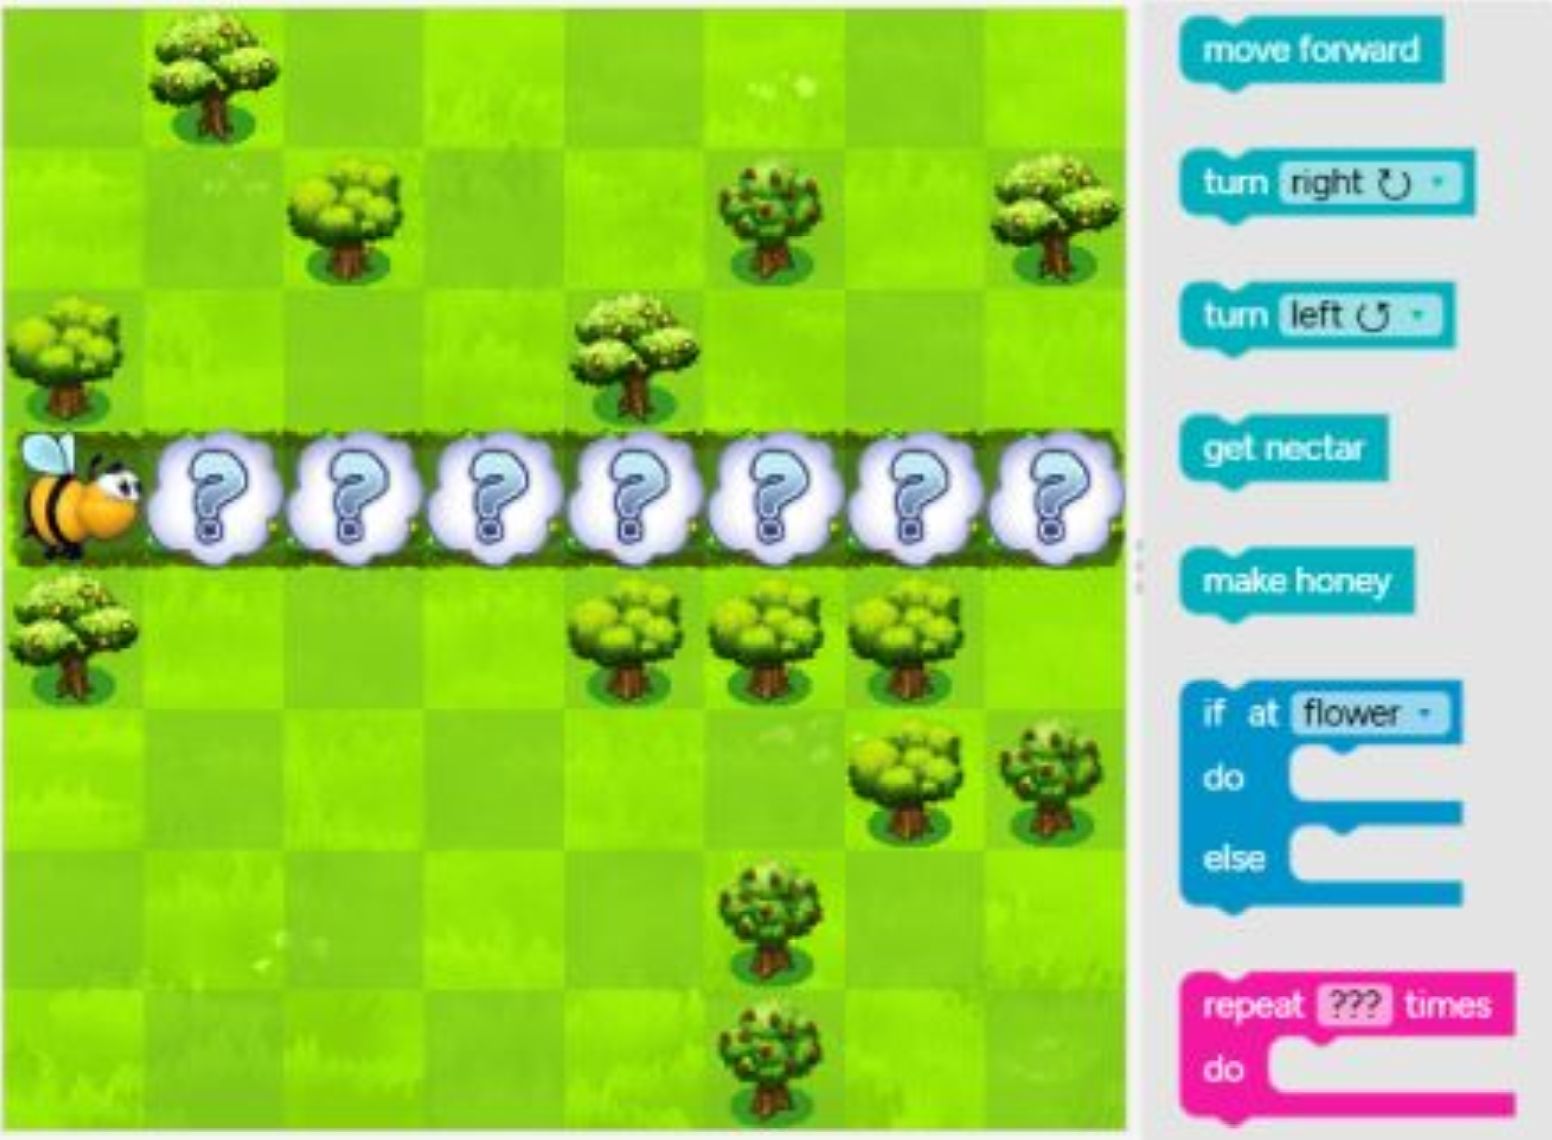 ? ? ? ? ? ? ?
move forward
turn right ↻
turn left ↺
get nectar
make honey
if at flower
do
else
repeat ??? times
do